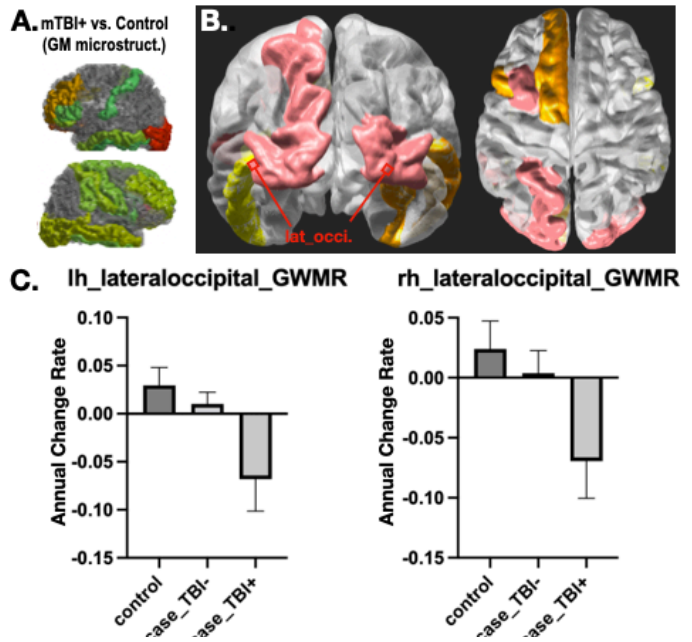 A. mTBI+ vs. Control
(GM microstruct.)
B.
lat_occi.
C. lh_lateraloccipital_GWMR
rh_lateraloccipital_GWMR
Annual Change Rate
0.10
0.05
0.00
-0.05
-0.10
-0.15
control
case_TBI-
case_TBI+
Annual Change Rate
0.05
0.00
-0.05
-0.10
-0.15
control
case_TBI-
case_TBI+